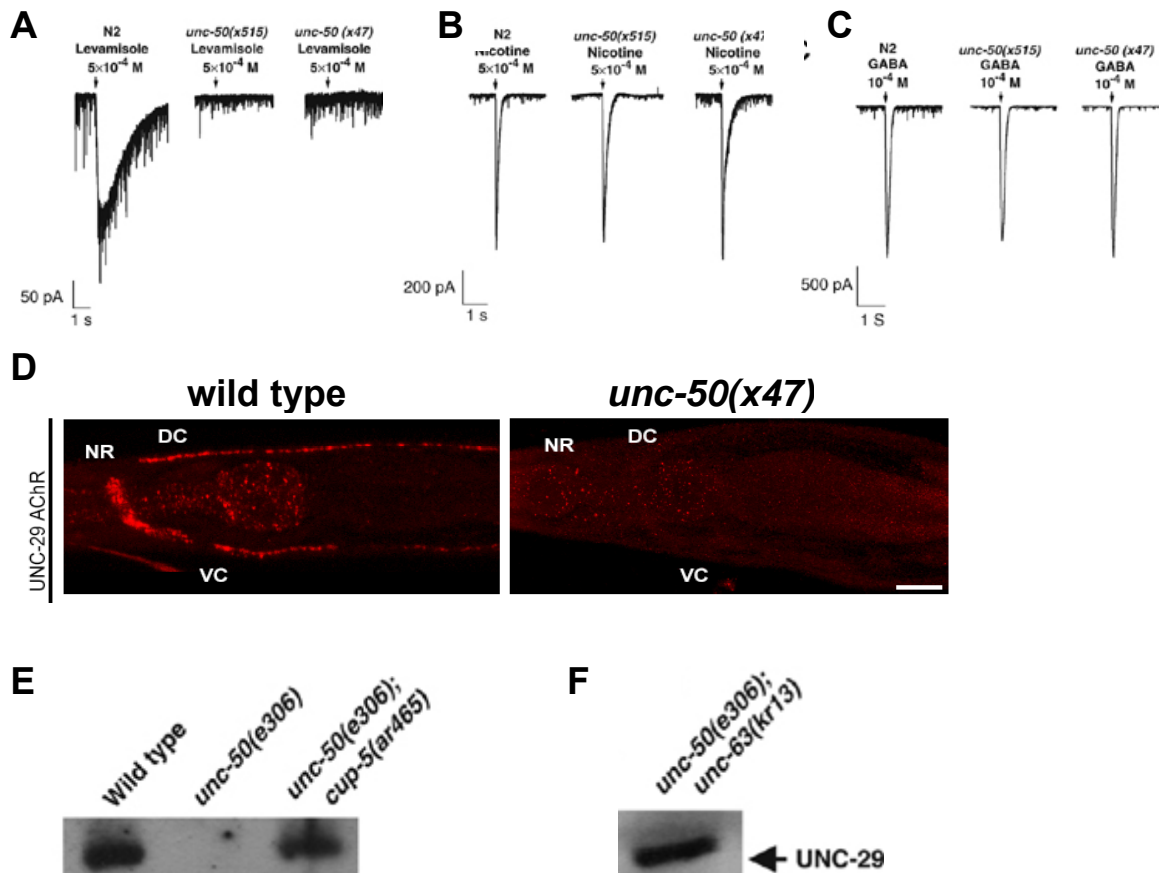 A
N2
Levamisole
5×10-4 M
unc-50(x515)
Levamisole
5×10-4 M
unc-50 (x47)
Levamisole
5×10-4 M
50 pA
1 s
B
N2
Nicotine
5×10-4 M
unc-50(x515)
Nicotine
5×10-4 M
unc-50 (x47
Nicotine
5×10-4 M
200 pA
1 s
C
N2
GABA
10-4 M
unc-50(x515)
GABA
10-4 M
unc-50 (x47)
GABA
10-4 M
500 pA
1 S
D
wild type
unc-50(x47)
UNC-29 AChR
NR
DC
VC
NR
DC
VC
E
Wild type
unc-50(e306)
unc-50(e306);
cup-5(ar465)
F
unc-50(e306);
unc-63(kr13)
UNC-29